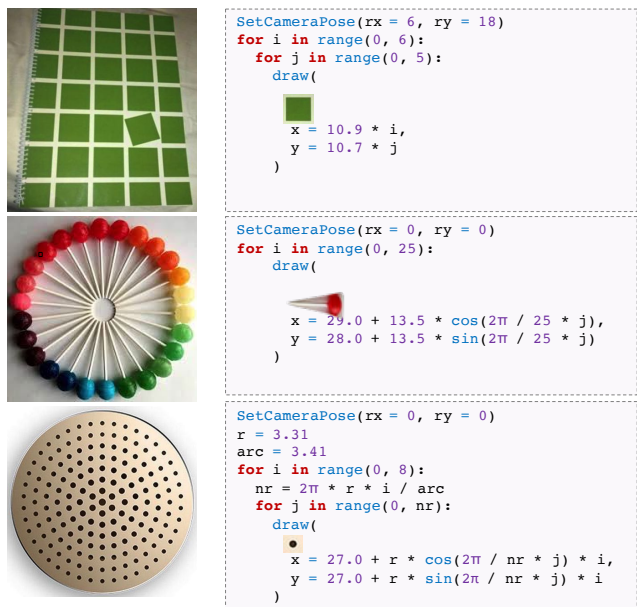 SetCameraPose(rx = 6, ry = 18)
for i in range(0, 6):
for j in range(0, 5):
draw(
x = 10.9 * i,
y = 10.7 * j
)
SetCameraPose(rx = 0, ry = 0)
for i in range(0, 25):
draw(
x = 29.0 + 13.5 * cos(2π / 25 * j),
y = 28.0 + 13.5 * sin(2π / 25 * j)
)
SetCameraPose(rx = 0, ry = 0)
r = 3.31
arc = 3.41
for i in range(0, 8):
nr = 2π * r * i / arc
for j in range(0, nr):
draw(
x = 27.0 + r * cos(2π / nr * j) * i,
y = 27.0 + r * sin(2π / nr * j) * i
)